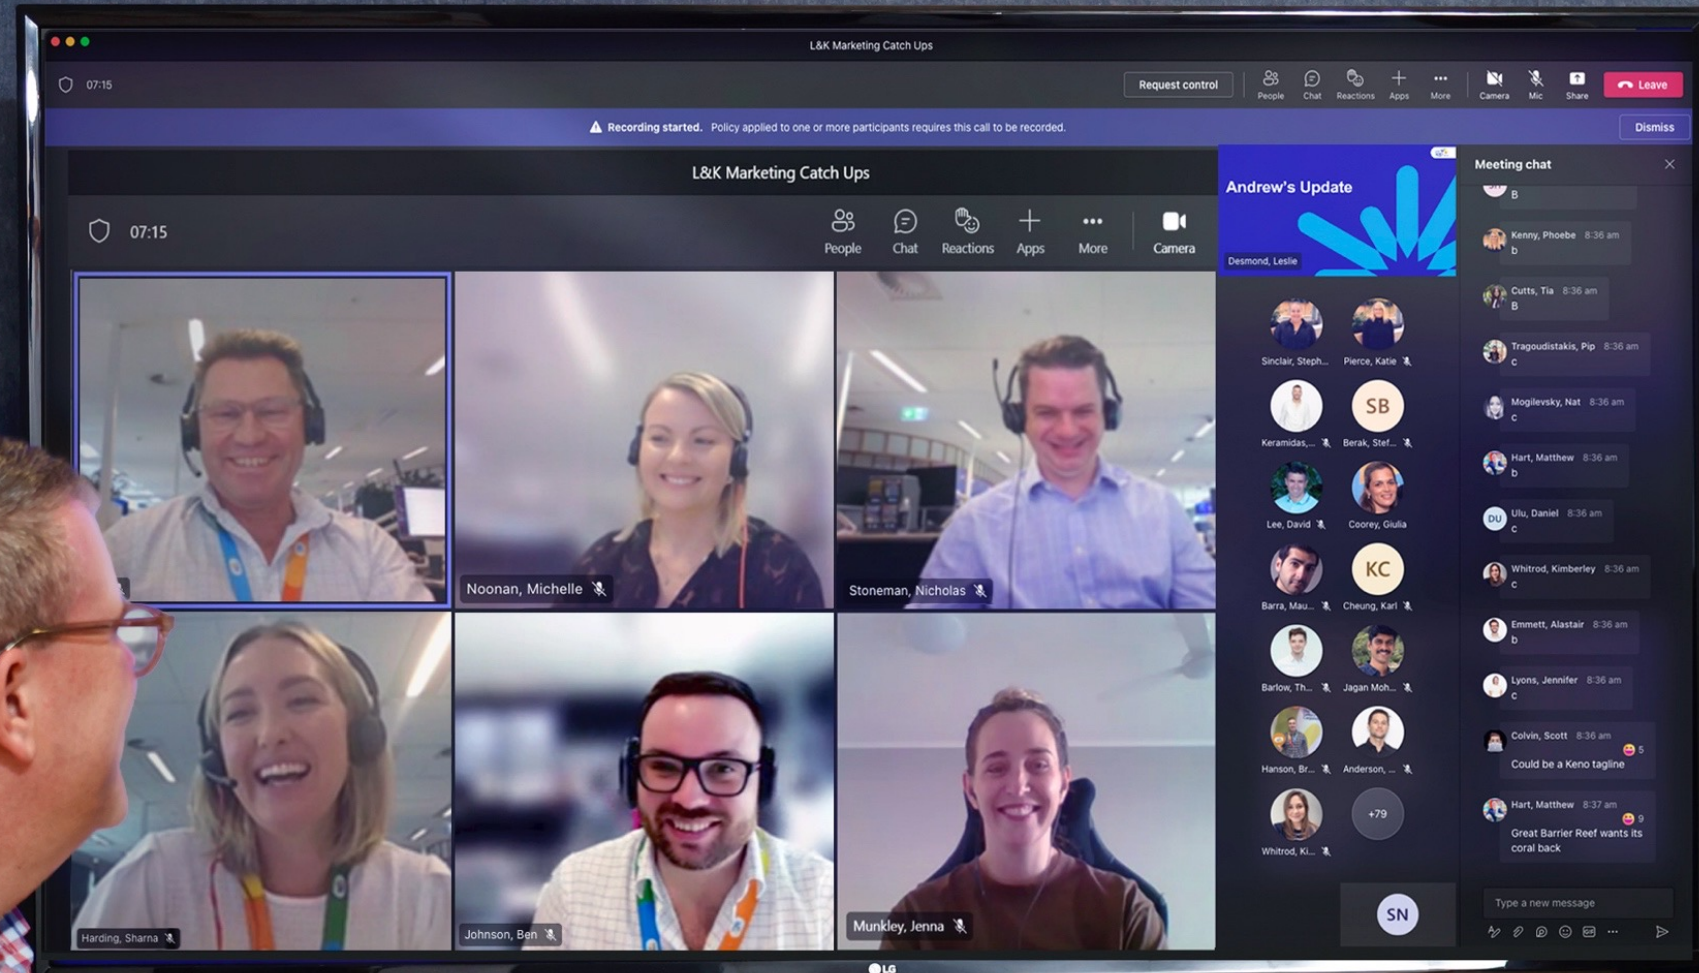 L&K Marketing Catch Ups
07:15
Request control
People
Chat
Reactions
Apps
More
Camera
Mic
Share
Leave
Recording started. Policy applied to one or more participants requires this call to be recorded.
Dismiss
L&K Marketing Catch Ups
07:15
People
Chat
Reactions
Apps
More
Camera
Noonan, Michelle
Stoneman, Nicholas
Harding, Sharna
Johnson, Ben
Munkley, Jenna
Andrew's Update
Desmond, Leslie
Sinclair, Steph...
Pierce, Katie
Keramidas,...
Berak, Stef...
SB
Lee, David
Coorey, Giulia
KC
Barra, Mau...
Cheung, Karl
Barlow, Th...
Jagan Moh...
Hanson, Br...
Anderson, ...
+79
Whitrod, Ki...
SN
Meeting chat
B
Kenny, Phoebe 8:36 am
b
Cutts, Tia 8:36 am
B
Tragoudistakis, Pip 8:36 am
c
Mogilevsky, Nat 8:36 am
c
Hart, Matthew 8:36 am
b
DU
Ulu, Daniel 8:36 am
c
Whitrod, Kimberley 8:36 am
c
Emmett, Alastair 8:36 am
b
Lyons, Jennifer 8:36 am
c
Colvin, Scott 8:36 am
5
Could be a Keno tagline
Hart, Matthew 8:37 am
9
Great Barrier Reef wants its
coral back
Type a new message
GIF
LG